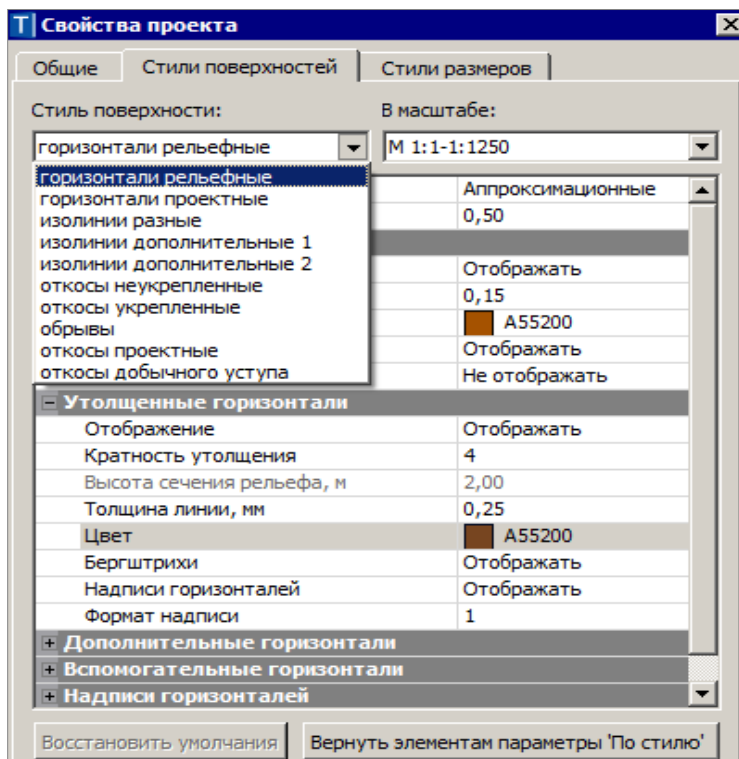 T Свойства проекта
Общие Стили поверхностей Стили размеров
Стиль поверхности: В масштабе:
горизонтали рельефные М 1:1-1:1250
горизонтали рельефные Аппроксимационные
горизонтали проектные 0,50
изолинии разные
изолинии дополнительные 1
изолинии дополнительные 2 Отображать
откосы неукрепленные 0,15
откосы укрепленные A55200
обрывы
откосы проектные Отображать
откосы добычного уступа Не отображать
Утолщенные горизонтали
Отображение Отображать
Кратность утолщения 4
Высота сечения рельефа, м 2,00
Толщина линии, мм 0,25
Цвет A55200
Бергштрихи Отображать
Надписи горизонталей Отображать
Формат надписи 1
Дополнительные горизонтали
Вспомогательные горизонтали
Надписи горизонталей
Восстановить умолчания Вернуть элементам параметры 'По стилю'